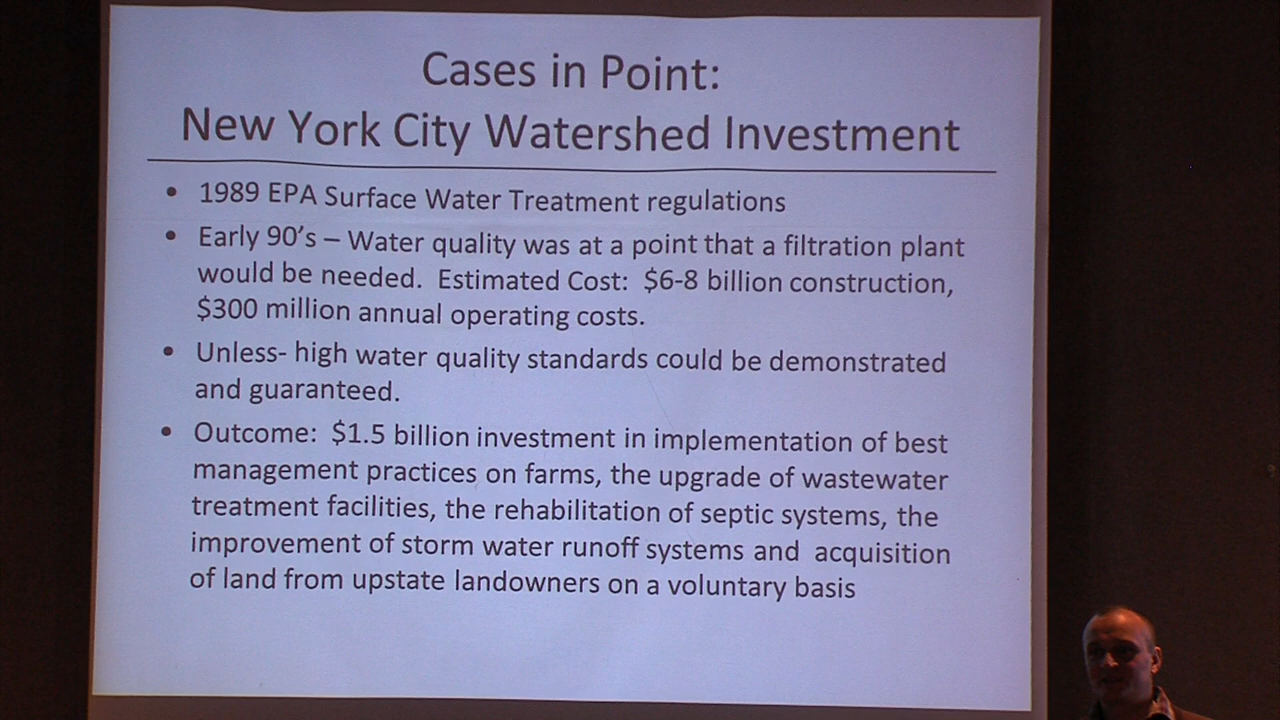 Cases in Point:
New York City Watershed Investment
• 1989 EPA Surface Water Treatment regulations
• Early 90's – Water quality was at a point that a filtration plant
would be needed.  Estimated Cost:  $6-8 billion construction,
$300 million annual operating costs.
• Unless- high water quality standards could be demonstrated
and guaranteed.
• Outcome:  $1.5 billion investment in implementation of best
management practices on farms, the upgrade of wastewater
treatment facilities, the rehabilitation of septic systems, the
improvement of storm water runoff systems and  acquisition
of land from upstate landowners on a voluntary basis